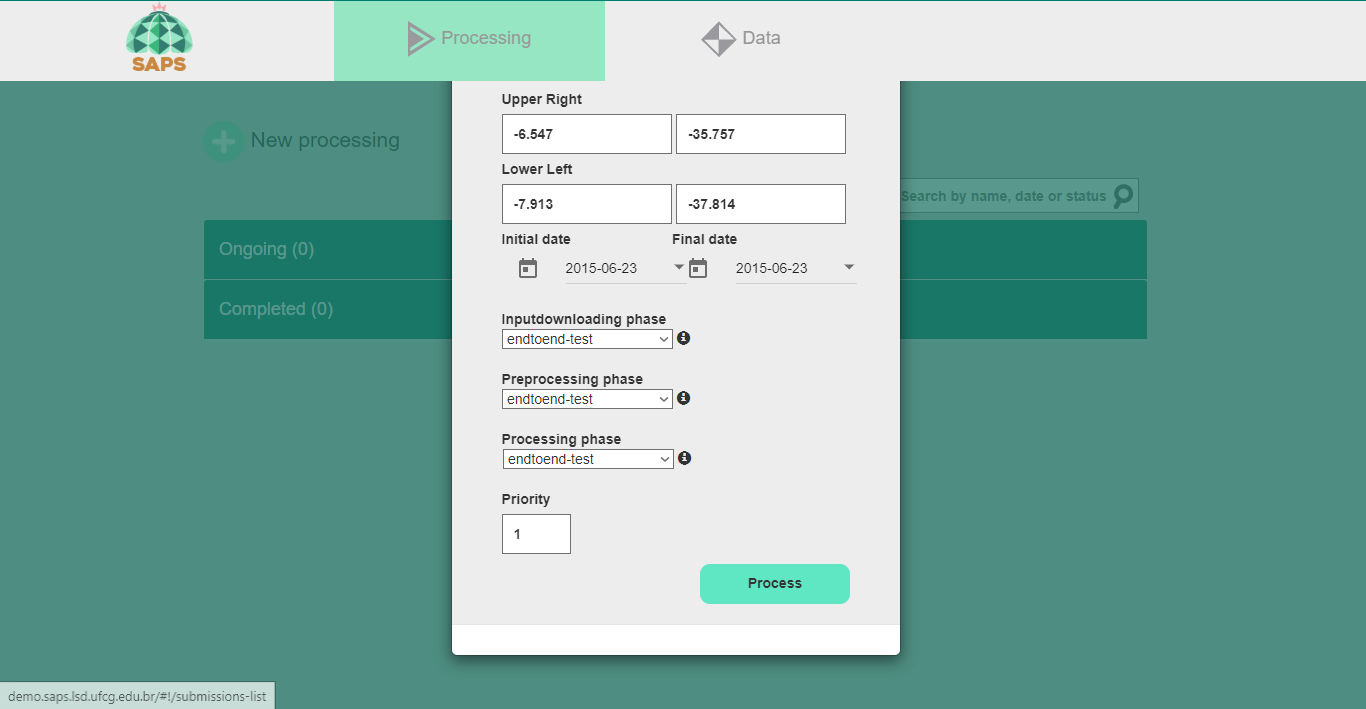 SAPS
Processing
Data
New processing
Search by name, date or status
Ongoing (0)
Completed (0)
Upper Right
-6.547 -35.757
Lower Left
-7.913 -37.814
Initial date Final date
2015-06-23 2015-06-23
Inputdownloading phase
endtoend-test
Preprocessing phase
endtoend-test
Processing phase
endtoend-test
Priority
1
Process
demo.saps.lsd.ufcg.edu.br/#!/submissions-list